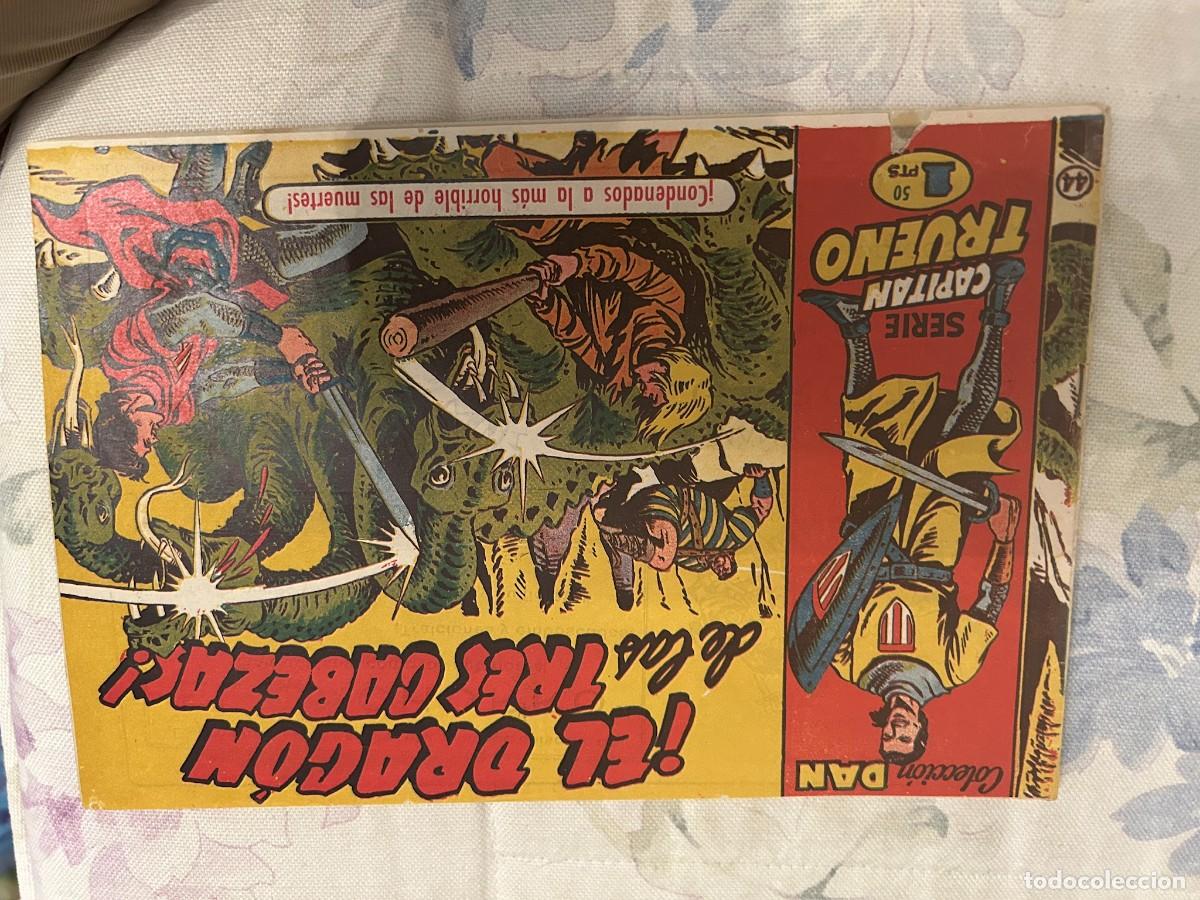 Colección
DAN
SERIE
CAPITAN
TRUENO
1 50
PTS
44
¡EL DRAGÓN
de las TRES CABEZAS!
¡Condenados a la más horrible de las muertes!
todocoleccion